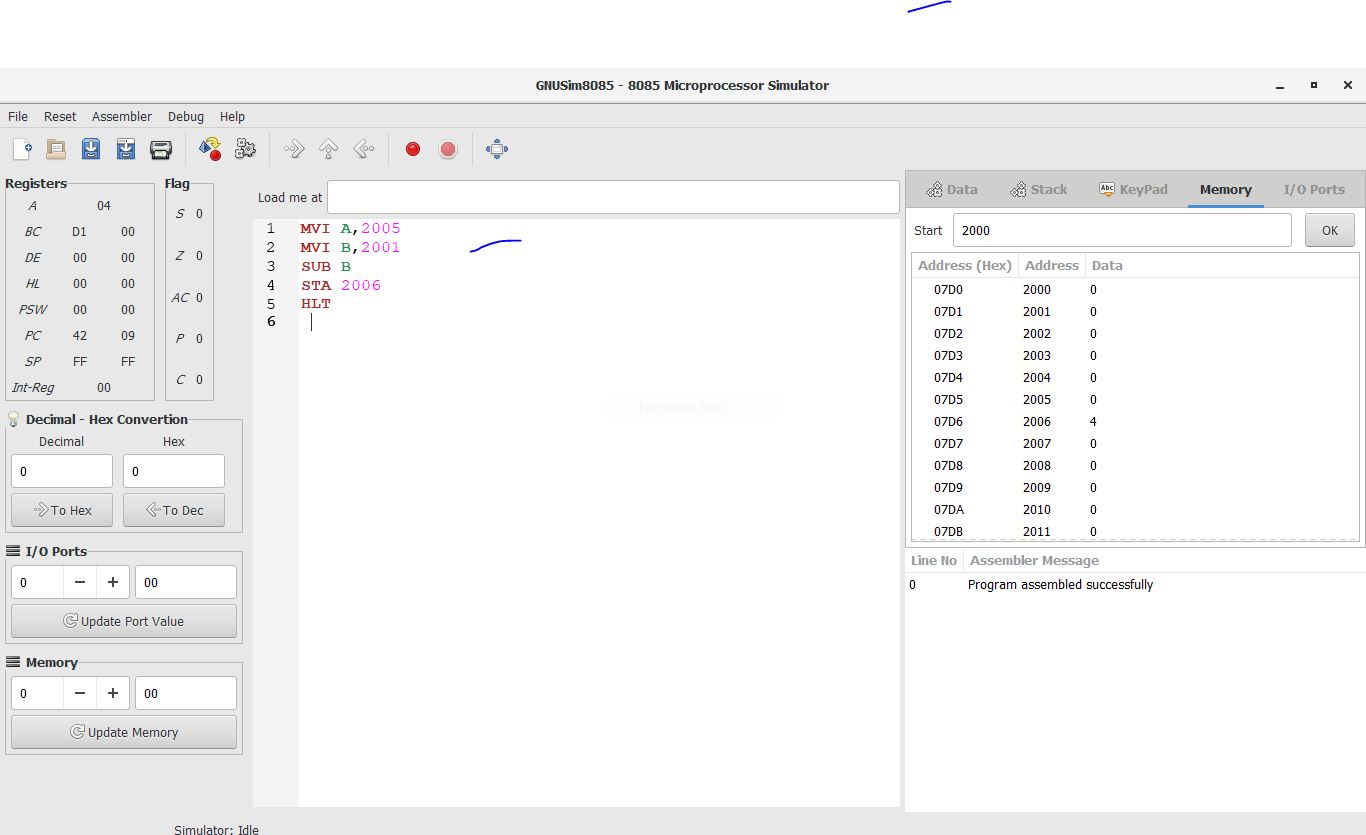 GNUSim8085 - 8085 Microprocessor Simulator
File Reset Assembler Debug Help
Registers
A 04
BC D1 00
DE 00 00
HL 00 00
PSW 00 00
PC 42 09
SP FF FF
Int-Reg 00
Flag
S 0
Z 0
AC 0
P 0
C 0
Decimal - Hex Convertion
Decimal Hex
0 0
To Hex To Dec
I/O Ports
0 − + 00
Update Port Value
Memory
0 − + 00
Update Memory
Load me at
1 MVI A,2005
2 MVI B,2001
3 SUB B
4 STA 2006
5 HLT
6
Full-screen Snip
Data Stack Abc KeyPad Memory I/O Ports
Start 2000 OK
Address (Hex) Address Data
07D0 2000 0
07D1 2001 0
07D2 2002 0
07D3 2003 0
07D4 2004 0
07D5 2005 0
07D6 2006 4
07D7 2007 0
07D8 2008 0
07D9 2009 0
07DA 2010 0
07DB 2011 0
Line No Assembler Message
0 Program assembled successfully
Simulator: Idle